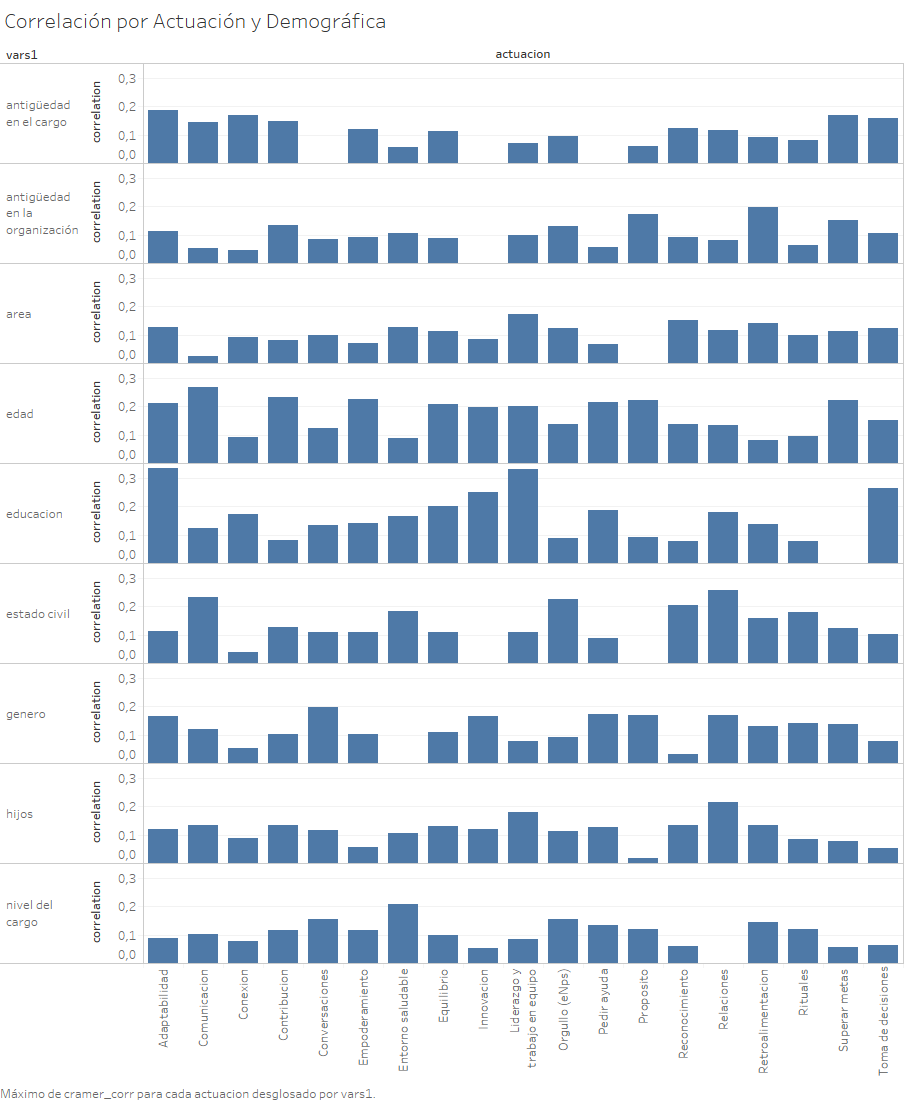 Correlación por Actuación y Demográfica
vars1
actuacion
antigüedad
en el cargo
correlation
0,3
0,2
0,1
0,0
antigüedad
en la
organización
correlation
0,3
0,2
0,1
0,0
area
correlation
0,3
0,2
0,1
0,0
edad
correlation
0,3
0,2
0,1
0,0
educacion
correlation
0,3
0,2
0,1
0,0
estado civil
correlation
0,3
0,2
0,1
0,0
genero
correlation
0,3
0,2
0,1
0,0
hijos
correlation
0,3
0,2
0,1
0,0
nivel del
cargo
correlation
0,3
0,2
0,1
0,0
Adaptabilidad
Comunicacion
Conexion
Contribucion
Conversaciones
Empoderamiento
Entorno saludable
Equilibrio
Innovacion
Liderazgo y
trabajo en equipo
Orgullo (eNps)
Pedir ayuda
Proposito
Reconocimiento
Relaciones
Retroalimentacion
Rituales
Superar metas
Toma de decisiones
Máximo de cramer_corr para cada actuacion desglosado por vars1.